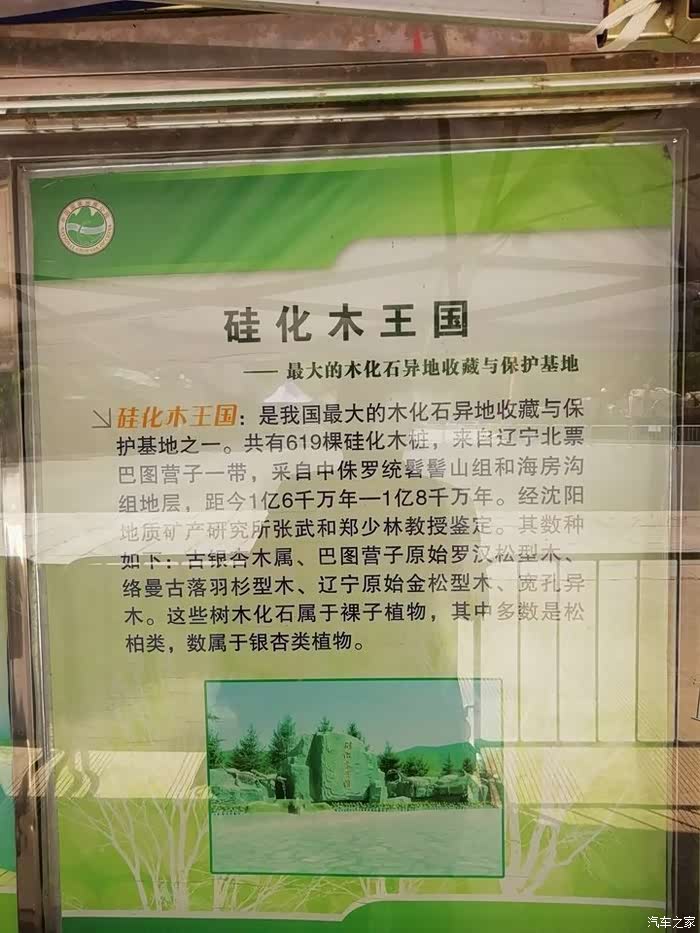 硅化木王国
—— 最大的木化石异地收藏与保护基地
硅化木王国：是我国最大的木化石异地收藏与保
护基地之一。共有619棵硅化木桩，来自辽宁北票
巴图营子一带，采自中侏罗统髫髻山组和海房沟
组地层，距今1亿6千万年—1亿8千万年。经沈阳
地质矿产研究所张武和郑少林教授鉴定。其数种
如下：古银杏木属、巴图营子原始罗汉松型木、
络曼古落羽杉型木、辽宁原始金松型木、宽孔异
木。这些树木化石属于裸子植物，其中多数是松
柏类，数属于银杏类植物。
硅化木王国
汽车之家